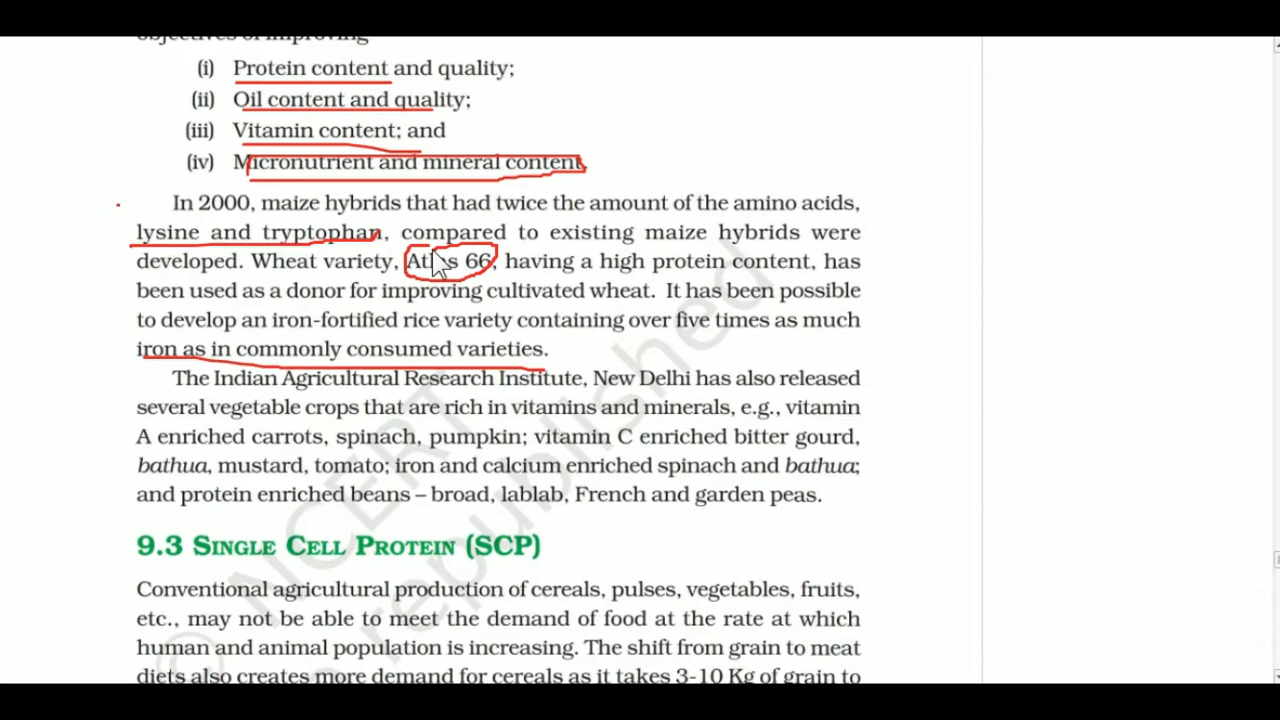 objectives of improving
(i) Protein content and quality;
(ii) Oil content and quality;
(iii) Vitamin content; and
(iv) Micronutrient and mineral content.
In 2000, maize hybrids that had twice the amount of the amino acids,
lysine and tryptophan, compared to existing maize hybrids were
developed. Wheat variety, Atlas 66, having a high protein content, has
been used as a donor for improving cultivated wheat. It has been possible
to develop an iron-fortified rice variety containing over five times as much
iron as in commonly consumed varieties.
The Indian Agricultural Research Institute, New Delhi has also released
several vegetable crops that are rich in vitamins and minerals, e.g., vitamin
A enriched carrots, spinach, pumpkin; vitamin C enriched bitter gourd,
bathua, mustard, tomato; iron and calcium enriched spinach and bathua;
and protein enriched beans – broad, lablab, French and garden peas.
9.3 SINGLE CELL PROTEIN (SCP)
Conventional agricultural production of cereals, pulses, vegetables, fruits,
etc., may not be able to meet the demand of food at the rate at which
human and animal population is increasing. The shift from grain to meat
diets also creates more demand for cereals as it takes 3-10 Kg of grain to
© NCERT
republished